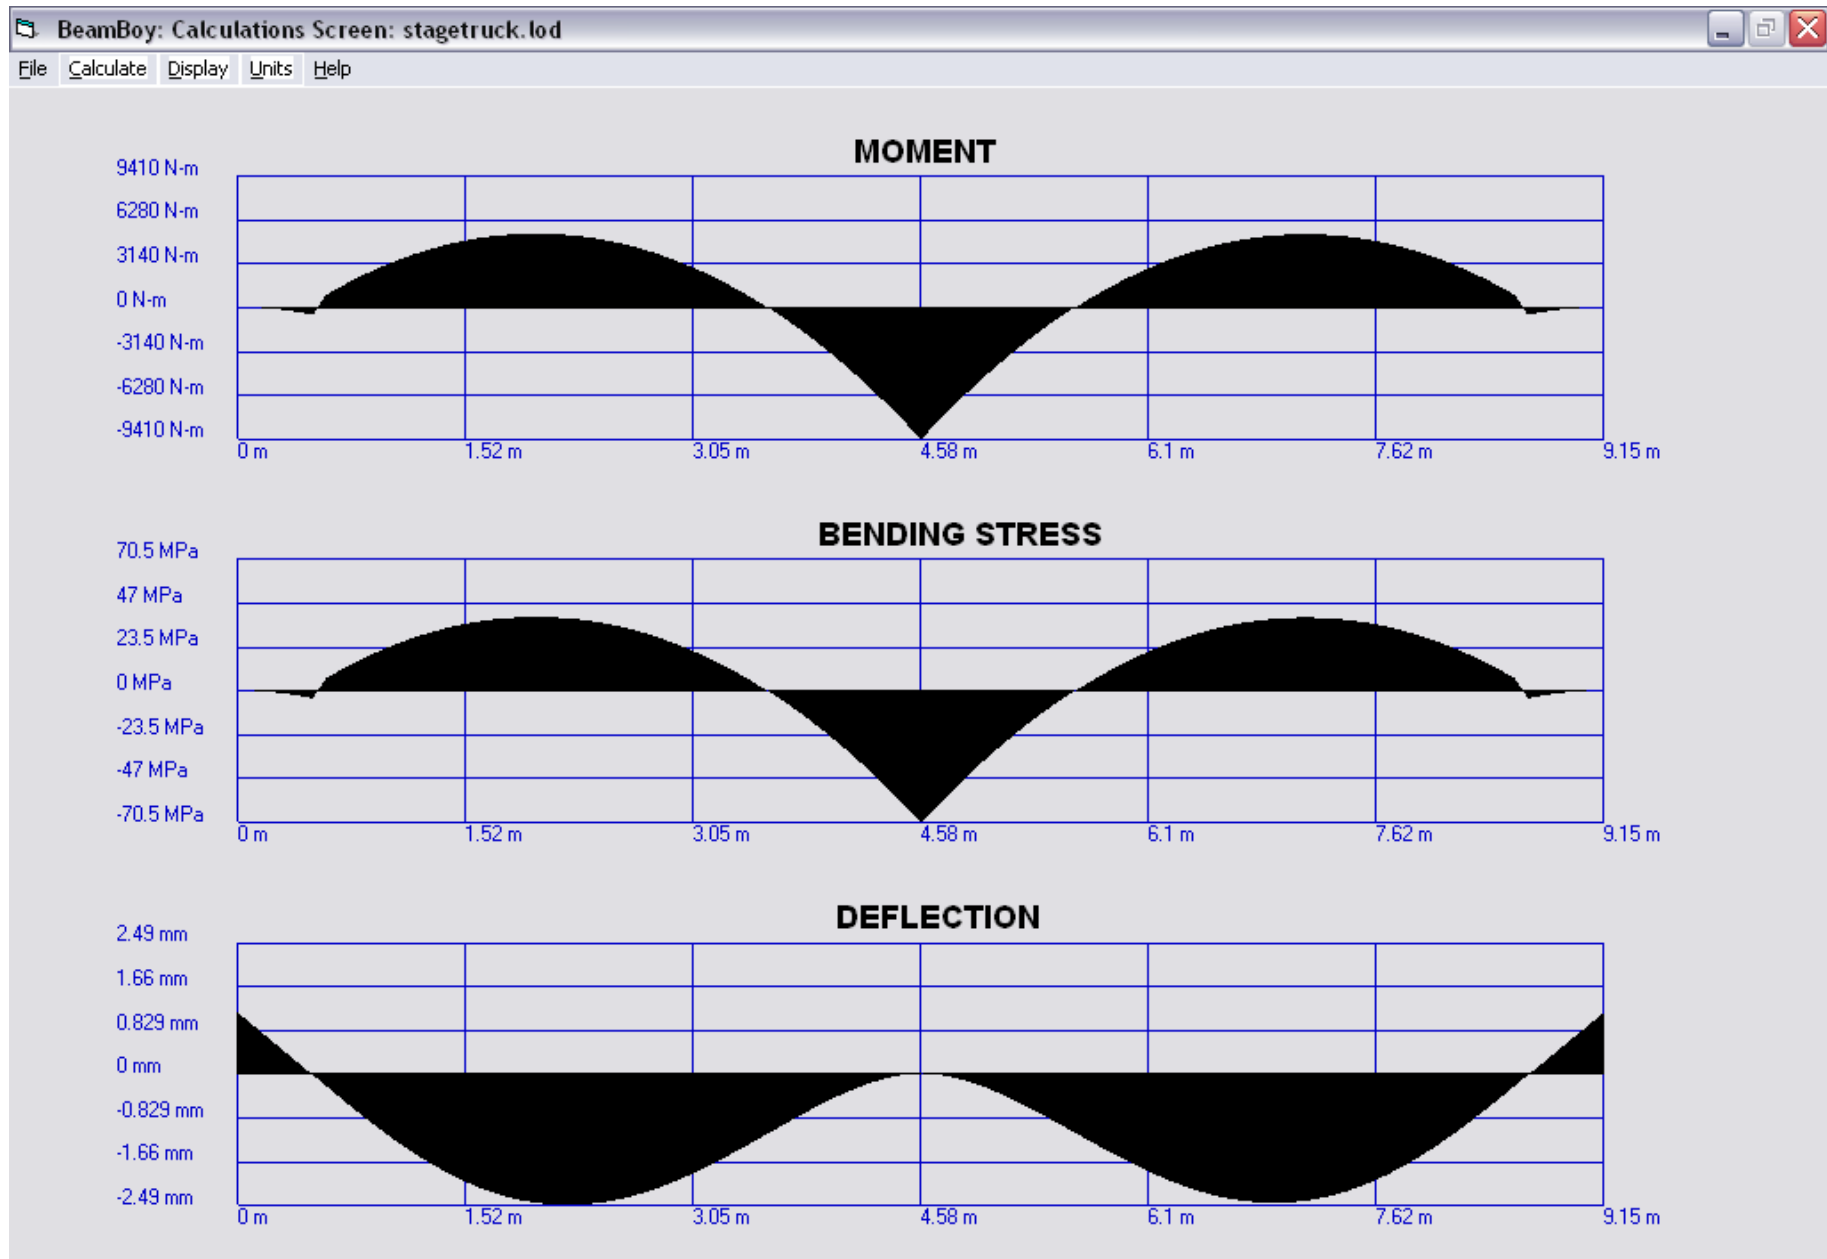 BeamBoy: Calculations Screen: stagetruck.lod
File Calculate Display Units Help
MOMENT
9410 N-m
6280 N-m
3140 N-m
0 N-m
-3140 N-m
-6280 N-m
-9410 N-m
0 m 1.52 m 3.05 m 4.58 m 6.1 m 7.62 m 9.15 m
BENDING STRESS
70.5 MPa
47 MPa
23.5 MPa
0 MPa
-23.5 MPa
-47 MPa
-70.5 MPa
0 m 1.52 m 3.05 m 4.58 m 6.1 m 7.62 m 9.15 m
DEFLECTION
2.49 mm
1.66 mm
0.829 mm
0 mm
-0.829 mm
-1.66 mm
-2.49 mm
0 m 1.52 m 3.05 m 4.58 m 6.1 m 7.62 m 9.15 m